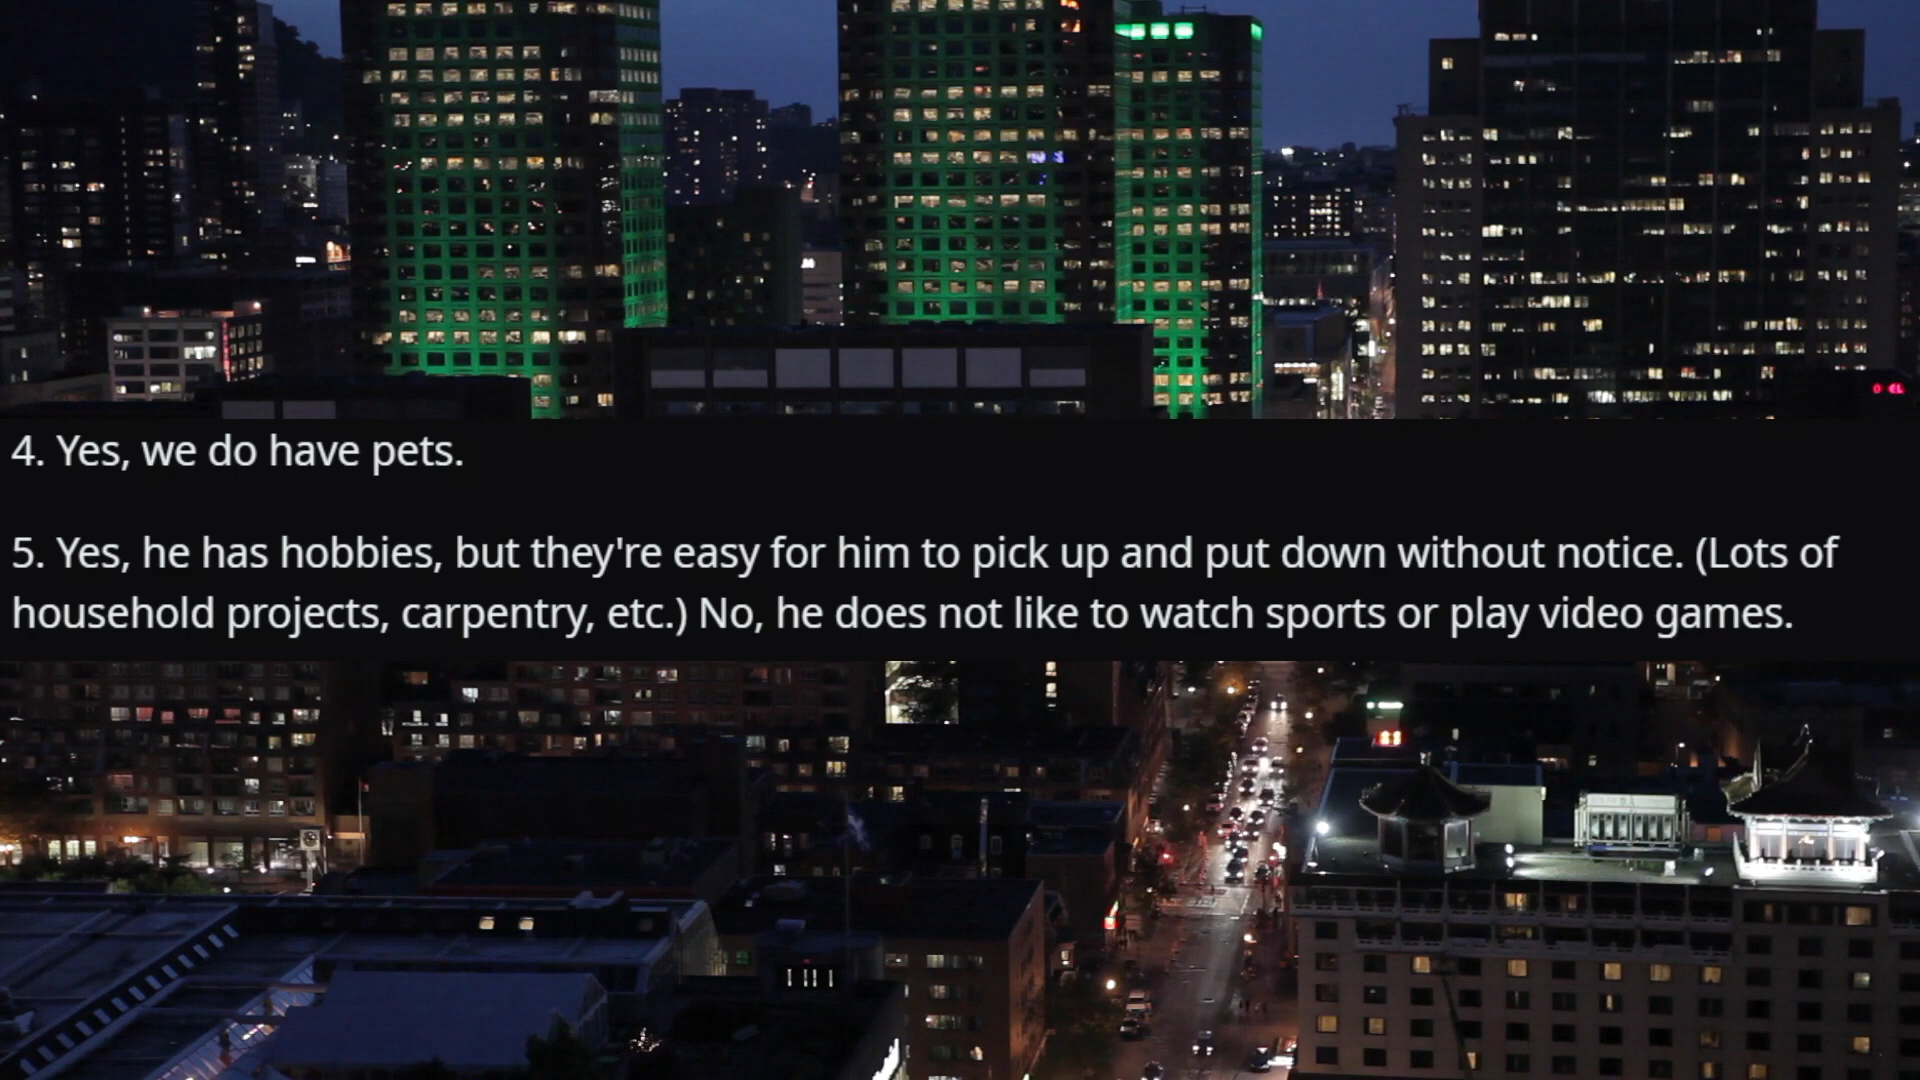 4. Yes, we do have pets.
5. Yes, he has hobbies, but they're easy for him to pick up and put down without notice. (Lots of
household projects, carpentry, etc.) No, he does not like to watch sports or play video games.